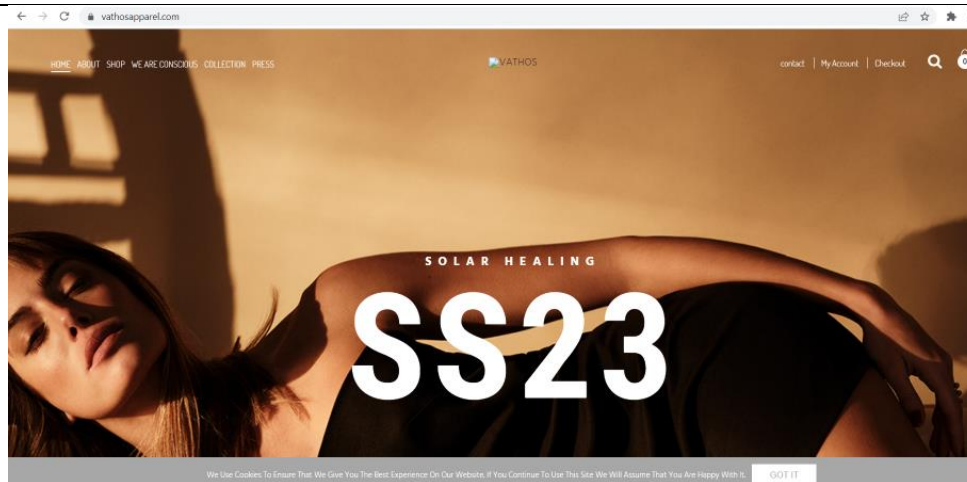 vathosapparel.com
HOME ABOUT SHOP WE ARE CONSCIOUS COLLECTION PRESS
VATHOS
contact | My Account | Checkout
0
SOLAR HEALING
SS23
We Use Cookies To Ensure That We Give You The Best Experience On Our Website. If You Continue To Use This Site We Will Assume That You Are Happy With It.
GOT IT